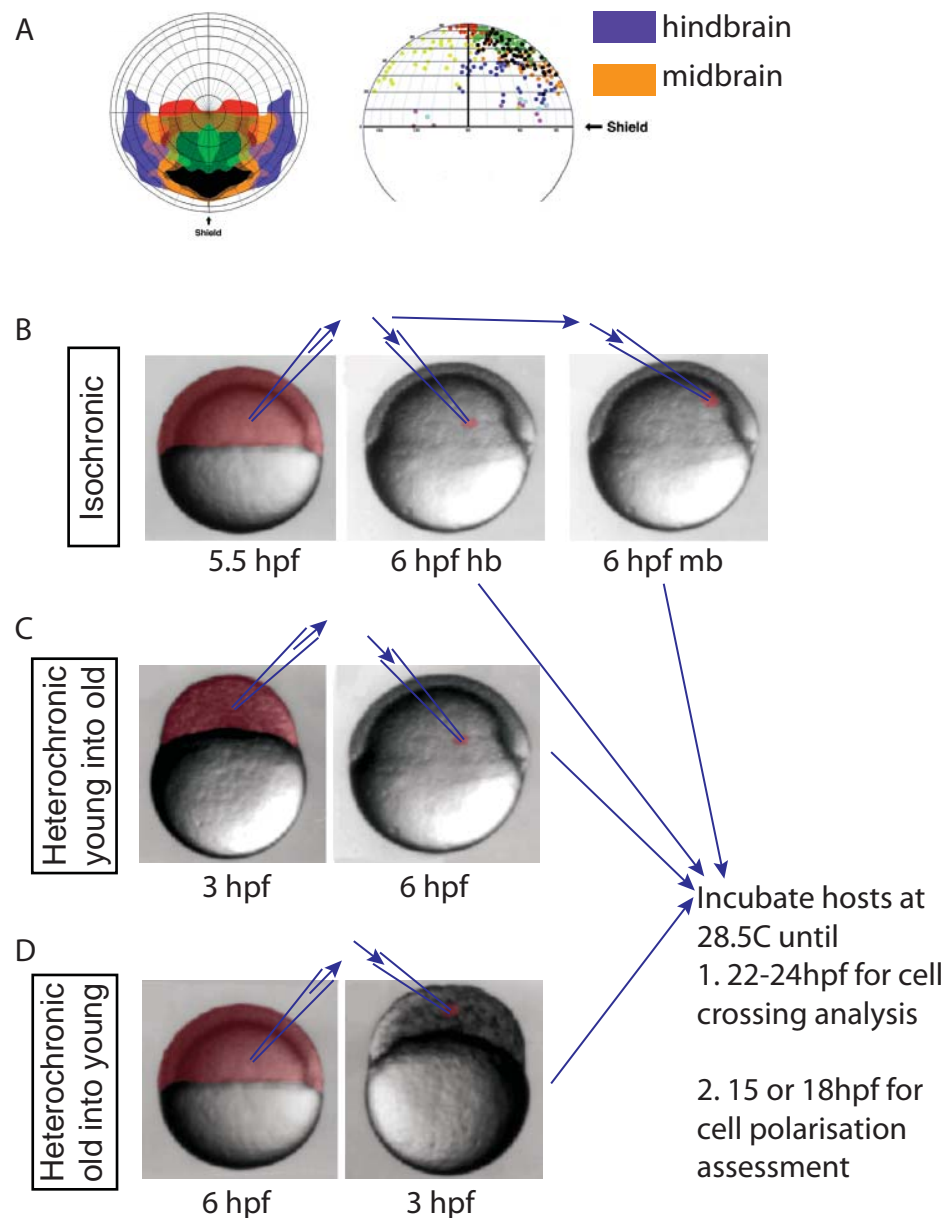 A
hindbrain
midbrain
Shield
Shield
B
Isochronic
5.5 hpf
6 hpf hb
6 hpf mb
C
Heterochronic
young into old
3 hpf
6 hpf
D
Heterochronic
old into young
6 hpf
3 hpf
Incubate hosts at
28.5C until
1. 22-24hpf for cell
crossing analysis
2. 15 or 18hpf for
cell polarisation
assessment